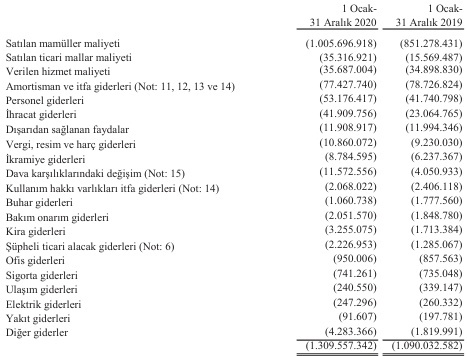 1 Ocak- 1 Ocak-
31 Aralık 2020 31 Aralık 2019
Satılan mamüller maliyeti (1.005.696.918) (851.278.431)
Satılan ticari mallar maliyeti (35.316.921) (15.569.487)
Verilen hizmet maliyeti (35.687.004) (34.898.830)
Amortisman ve itfa giderleri (Not: 11, 12, 13 ve 14) (77.427.740) (78.726.824)
Personel giderleri (53.176.417) (41.740.798)
İhracat giderleri (41.909.756) (23.064.765)
Dışarıdan sağlanan faydalar (11.908.917) (11.994.346)
Vergi, resim ve harç giderleri (10.860.072) (9.230.030)
İkramiye giderleri (8.784.595) (6.237.367)
Dava karşılıklarındaki değişim (Not: 15) (11.572.556) (4.050.933)
Kullanım hakkı varlıkları itfa giderleri (Not: 14) (2.068.022) (2.406.118)
Buhar giderleri (1.060.738) (1.777.560)
Bakım onarım giderleri (2.051.570) (1.848.780)
Kira giderleri (3.255.075) (1.713.384)
Şüpheli ticari alacak giderleri (Not: 6) (2.226.953) (1.285.067)
Ofis giderleri (950.006) (857.563)
Sigorta giderleri (741.261) (735.048)
Ulaşım giderleri (240.550) (339.147)
Elektrik giderleri (247.296) (260.332)
Yakıt giderleri (91.607) (197.781)
Diğer giderler (4.283.366) (1.819.991)
(1.309.557.342) (1.090.032.582)